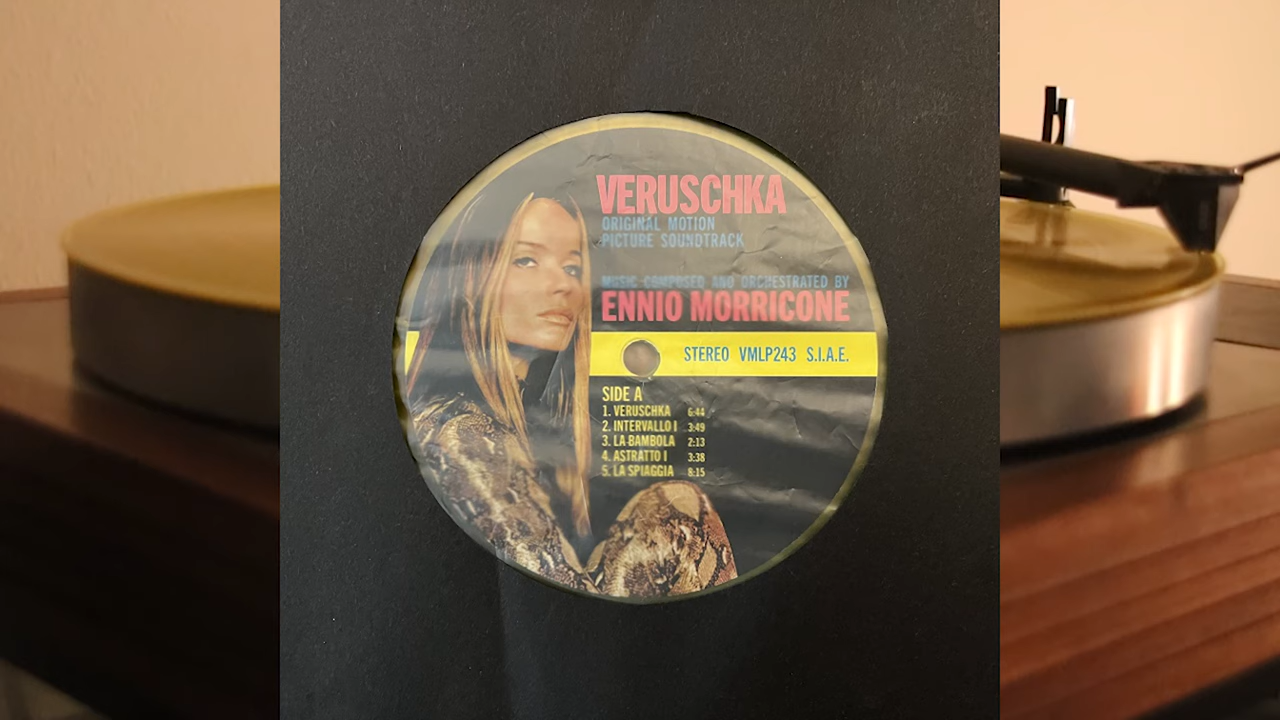 VERUSCHKA
ORIGINAL MOTION
PICTURE SOUNDTRACK
MUSIC COMPOSED AND ORCHESTRATED BY
ENNIO MORRICONE
STEREO VMLP243 S.I.A.E.
SIDE A
1. VERUSCHKA 6:44
2. INTERVALLO I 3:49
3. LA BAMBOLA 2:13
4. ASTRATTO I 3:38
5. LA SPIAGGIA 8:15